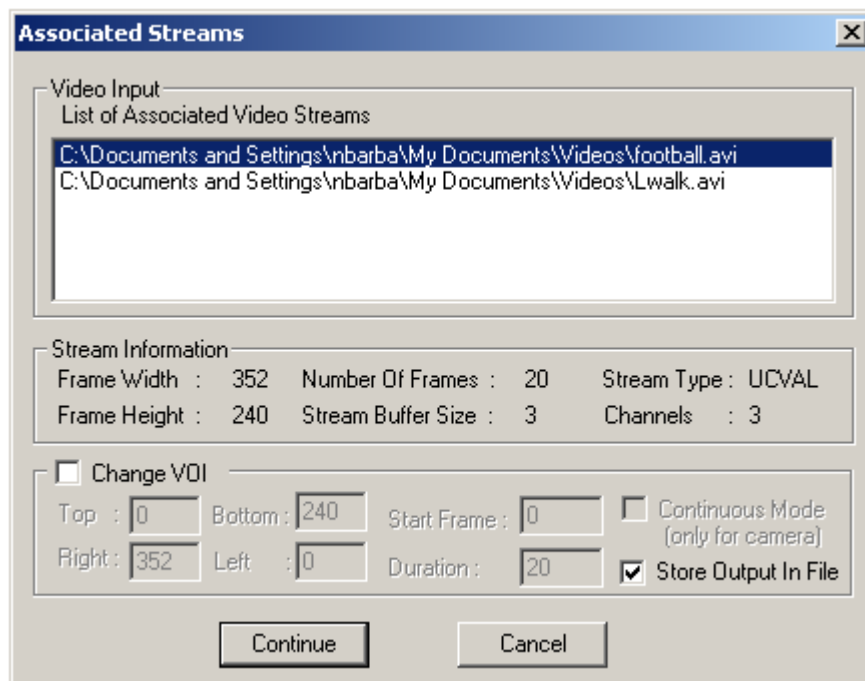 Associated Streams
Video Input
List of Associated Video Streams
C:\Documents and Settings\nbarba\My Documents\Videos\football.avi
C:\Documents and Settings\nbarba\My Documents\Videos\Lwalk.avi
Stream Information
Frame Width : 352 Number Of Frames : 20 Stream Type : UCVAL
Frame Height : 240 Stream Buffer Size : 3 Channels : 3
Change VOI
Top : 0 Bottom : 240 Start Frame : 0 Continuous Mode
(only for camera)
Right : 352 Left : 0 Duration : 20 Store Output In File
Continue Cancel